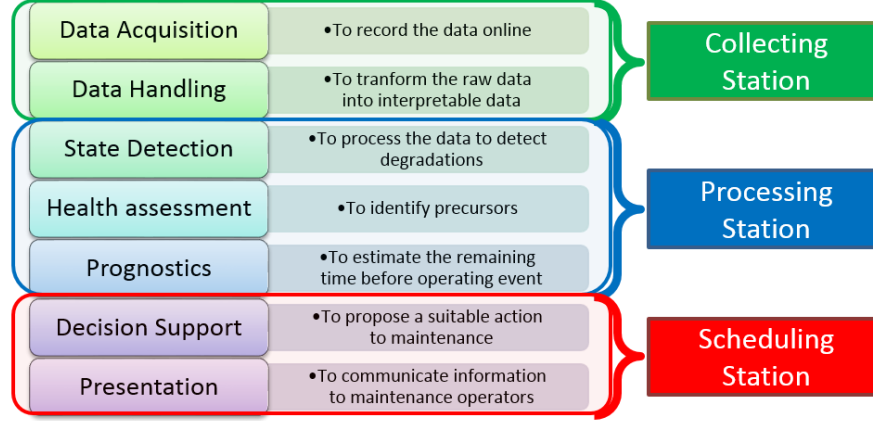 Data Acquisition
•To record the data online
Collecting
Station
Data Handling
•To tranform the raw data
into interpretable data
State Detection
•To process the data to detect
degradations
Health assessment
•To identify precursors
Processing
Station
Prognostics
•To estimate the remaining
time before operating event
Decision Support
•To propose a suitable action
to maintenance
Scheduling
Station
Presentation
•To communicate information
to maintenance operators